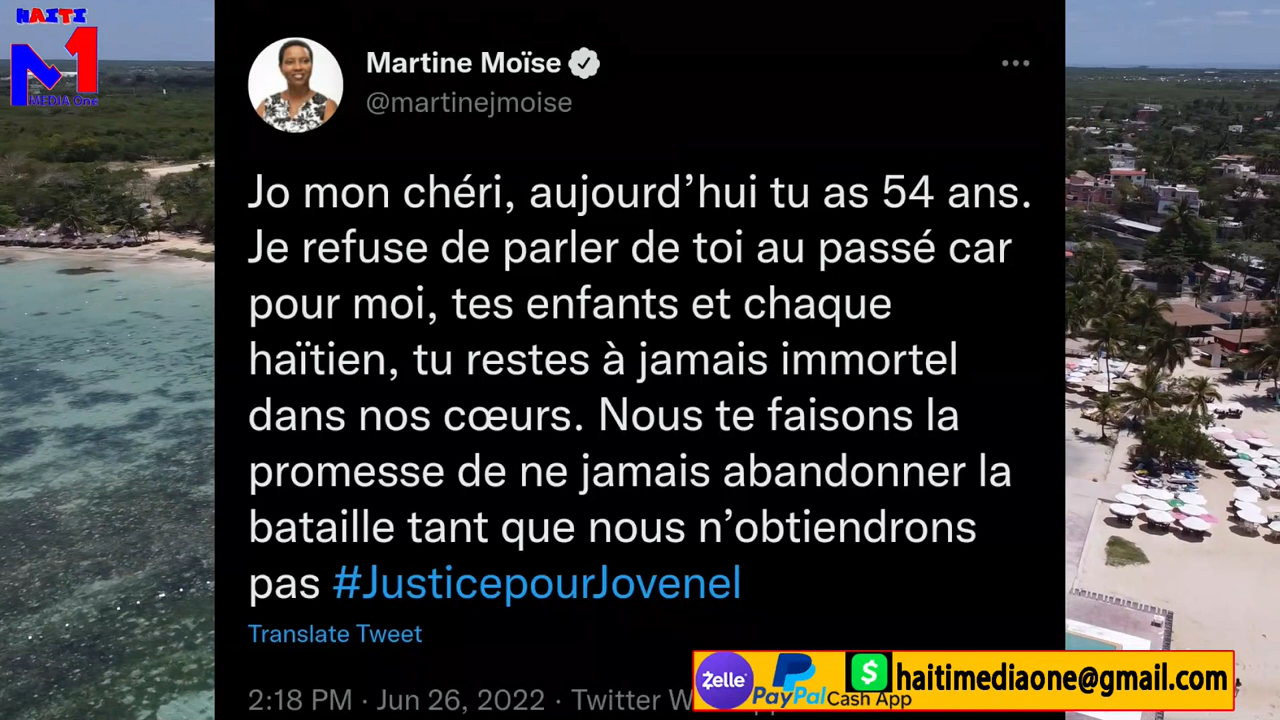 HAITI
M1
MEDIA One
Martine Moïse
@martinejmoise
Jo mon chéri, aujourd’hui tu as 54 ans.
Je refuse de parler de toi au passé car
pour moi, tes enfants et chaque
haïtien, tu restes à jamais immortel
dans nos cœurs. Nous te faisons la
promesse de ne jamais abandonner la
bataille tant que nous n’obtiendrons
pas #JusticepourJovenel
Translate Tweet
2:18 PM · Jun 26, 2022 · Twitter
Zelle PayPal $ Cash App haitimediaone@gmail.com